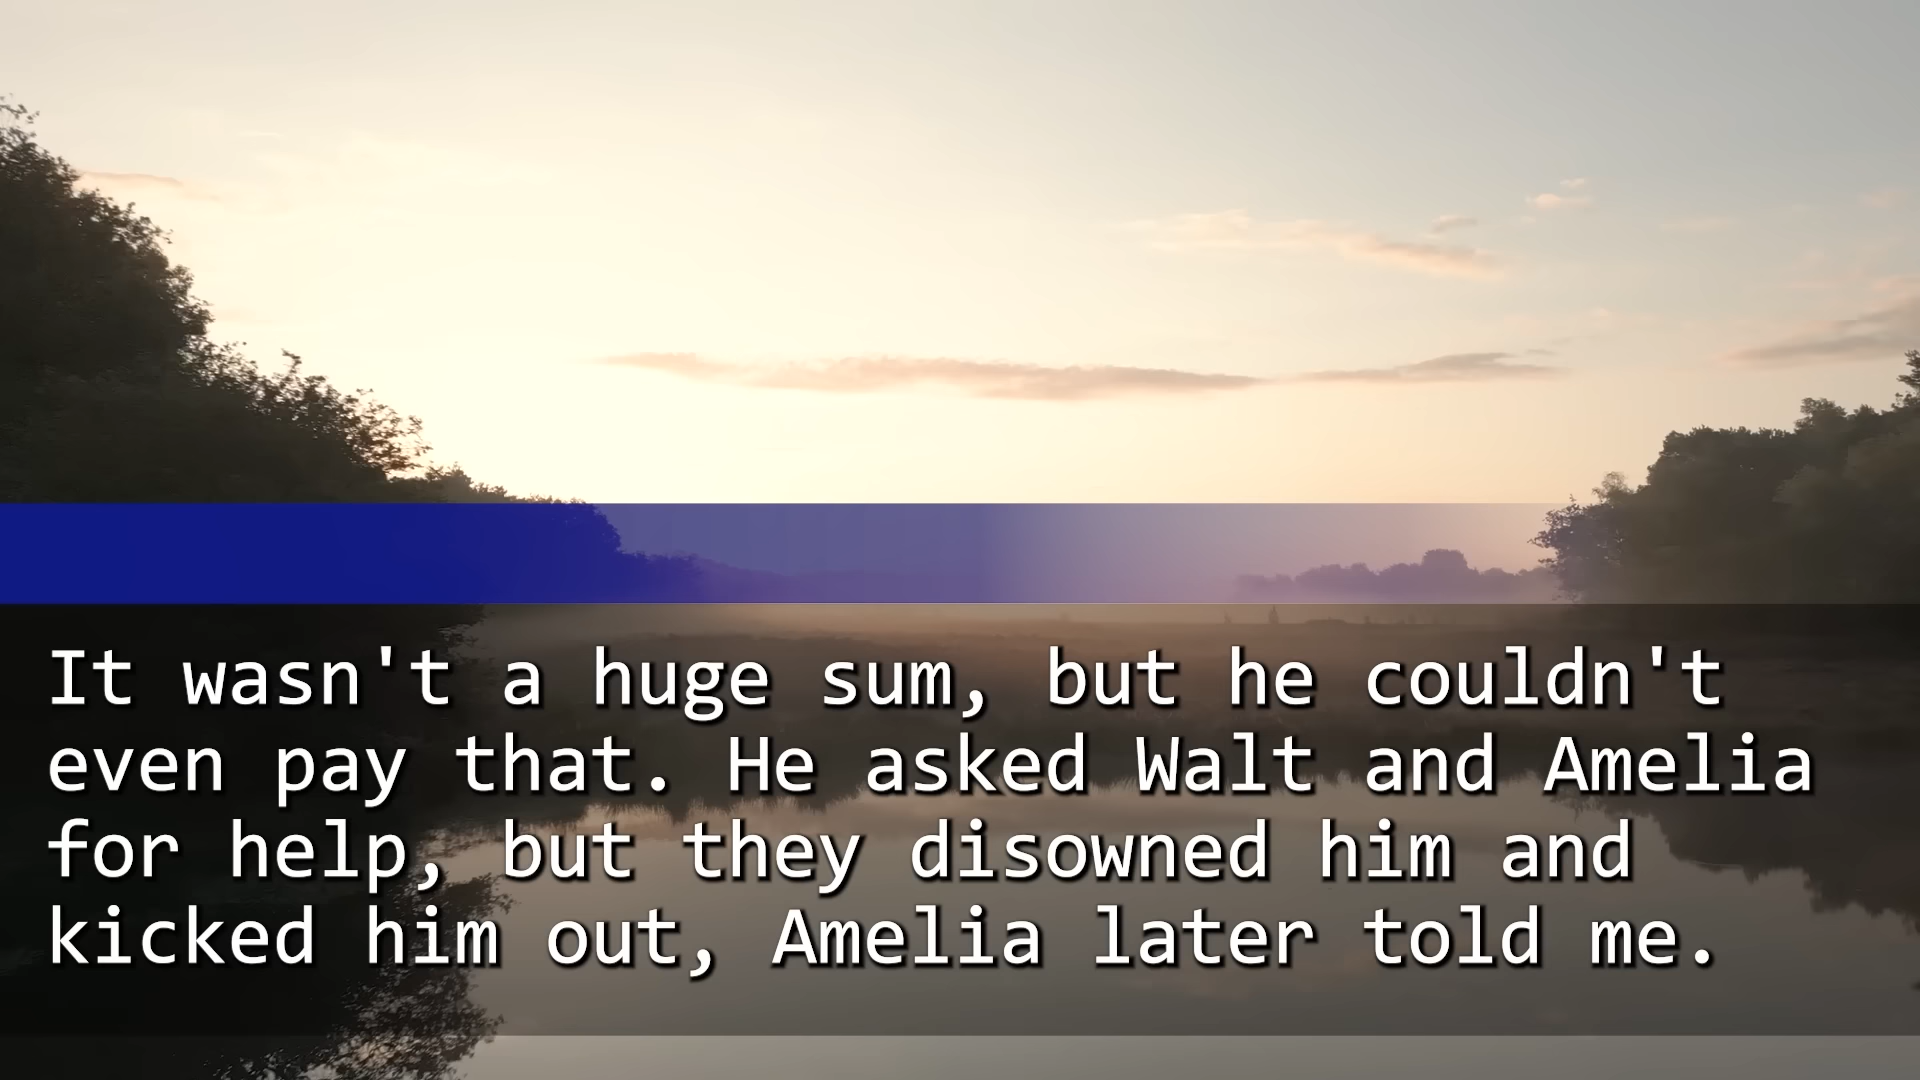 It wasn't a huge sum, but he couldn't
even pay that. He asked Walt and Amelia
for help, but they disowned him and
kicked him out, Amelia later told me.